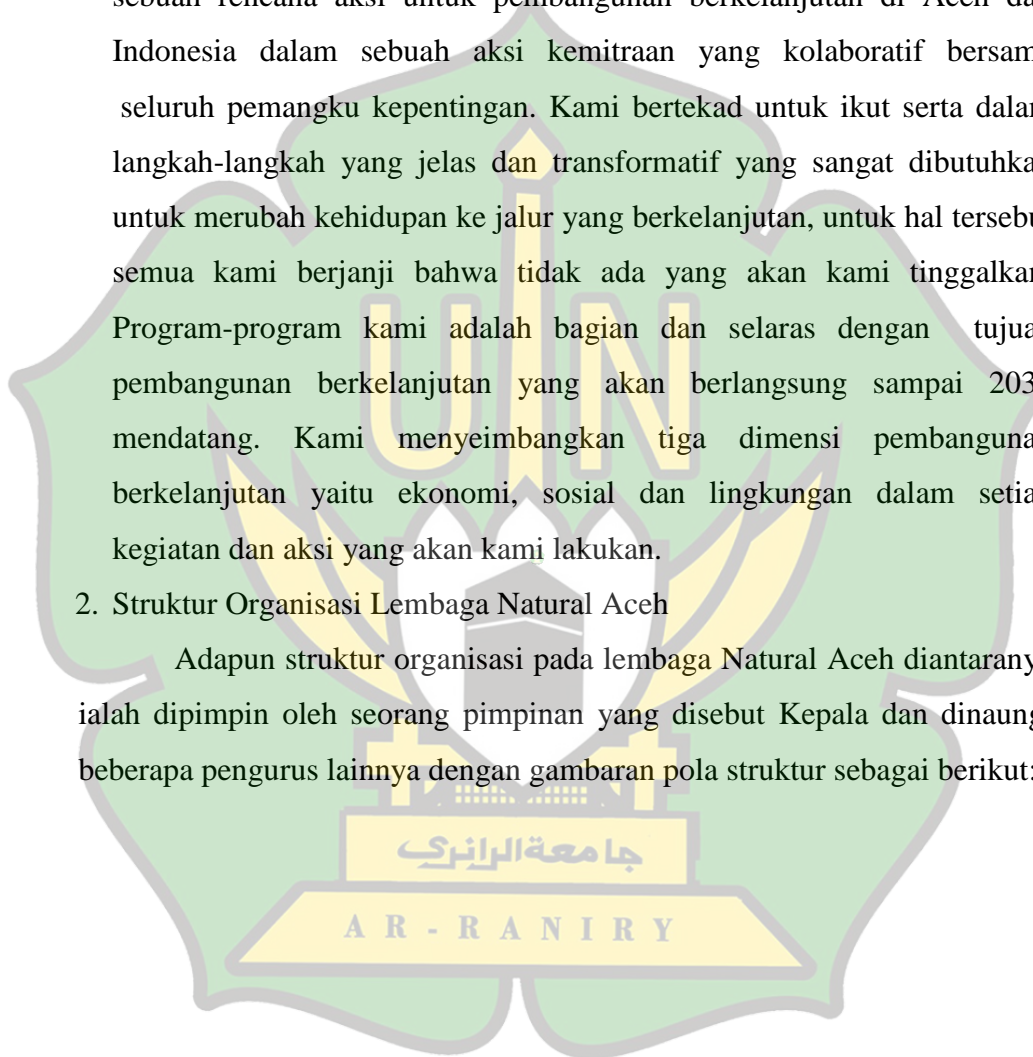 sebuah rencana aksi untuk pembangunan berkelanjutan di Aceh da
Indonesia dalam sebuah aksi kemitraan yang kolaboratif bersam
seluruh pemangku kepentingan. Kami bertekad untuk ikut serta dalam
langkah-langkah yang jelas dan transformatif yang sangat dibutuhka
untuk merubah kehidupan ke jalur yang berkelanjutan, untuk hal tersebu
semua kami berjanji bahwa tidak ada yang akan kami tinggalkan
Program-program kami adalah bagian dan selaras dengan tujua
pembangunan berkelanjutan yang akan berlangsung sampai 203
mendatang. Kami menyeimbangkan tiga dimensi pembanguna
berkelanjutan yaitu ekonomi, sosial dan lingkungan dalam setia
kegiatan dan aksi yang akan kami lakukan.
2. Struktur Organisasi Lembaga Natural Aceh
Adapun struktur organisasi pada lembaga Natural Aceh diantarany
ialah dipimpin oleh seorang pimpinan yang disebut Kepala dan dinaung
beberapa pengurus lainnya dengan gambaran pola struktur sebagai berikut:
UIN
جامعة الرانري
AR-RANIRY